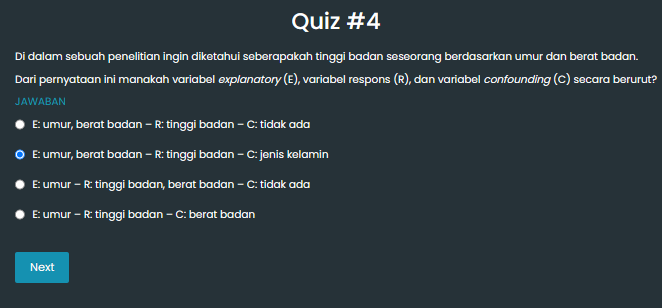 Quiz #4
Di dalam sebuah penelitian ingin diketahui seberapakah tinggi badan seseorang berdasarkan umur dan berat badan.
Dari pernyataan ini manakah variabel explanatory (E), variabel respons (R), dan variabel confounding (C) secara berurut?
JAWABAN
E: umur, berat badan – R: tinggi badan – C: tidak ada
E: umur, berat badan – R: tinggi badan – C: jenis kelamin
E: umur – R: tinggi badan, berat badan – C: tidak ada
E: umur – R: tinggi badan – C: berat badan
Next